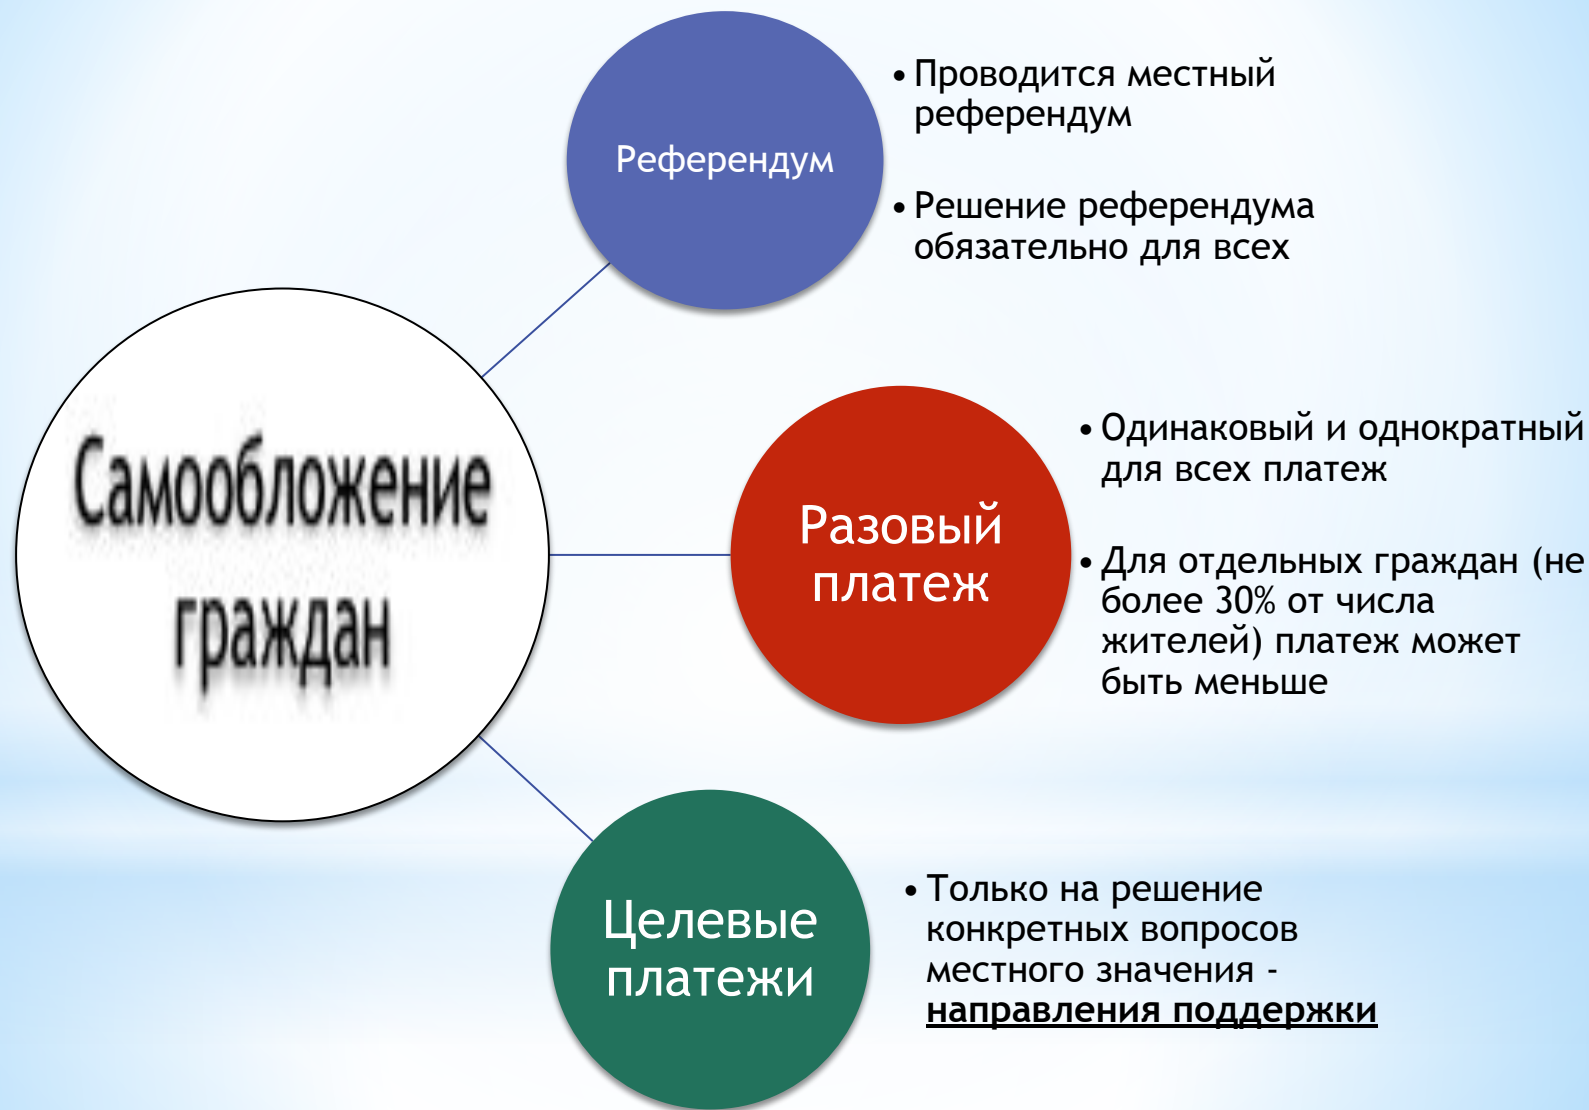 Референдум
• Проводится местный
референдум
• Решение референдума
обязательно для всех
Самообложение
граждан
Разовый
платеж
• Одинаковый и однократный
для всех платеж
• Для отдельных граждан (не
более 30% от числа
жителей) платеж может
быть меньше
Целевые
платежи
• Только на решение
конкретных вопросов
местного значения -
направления поддержки